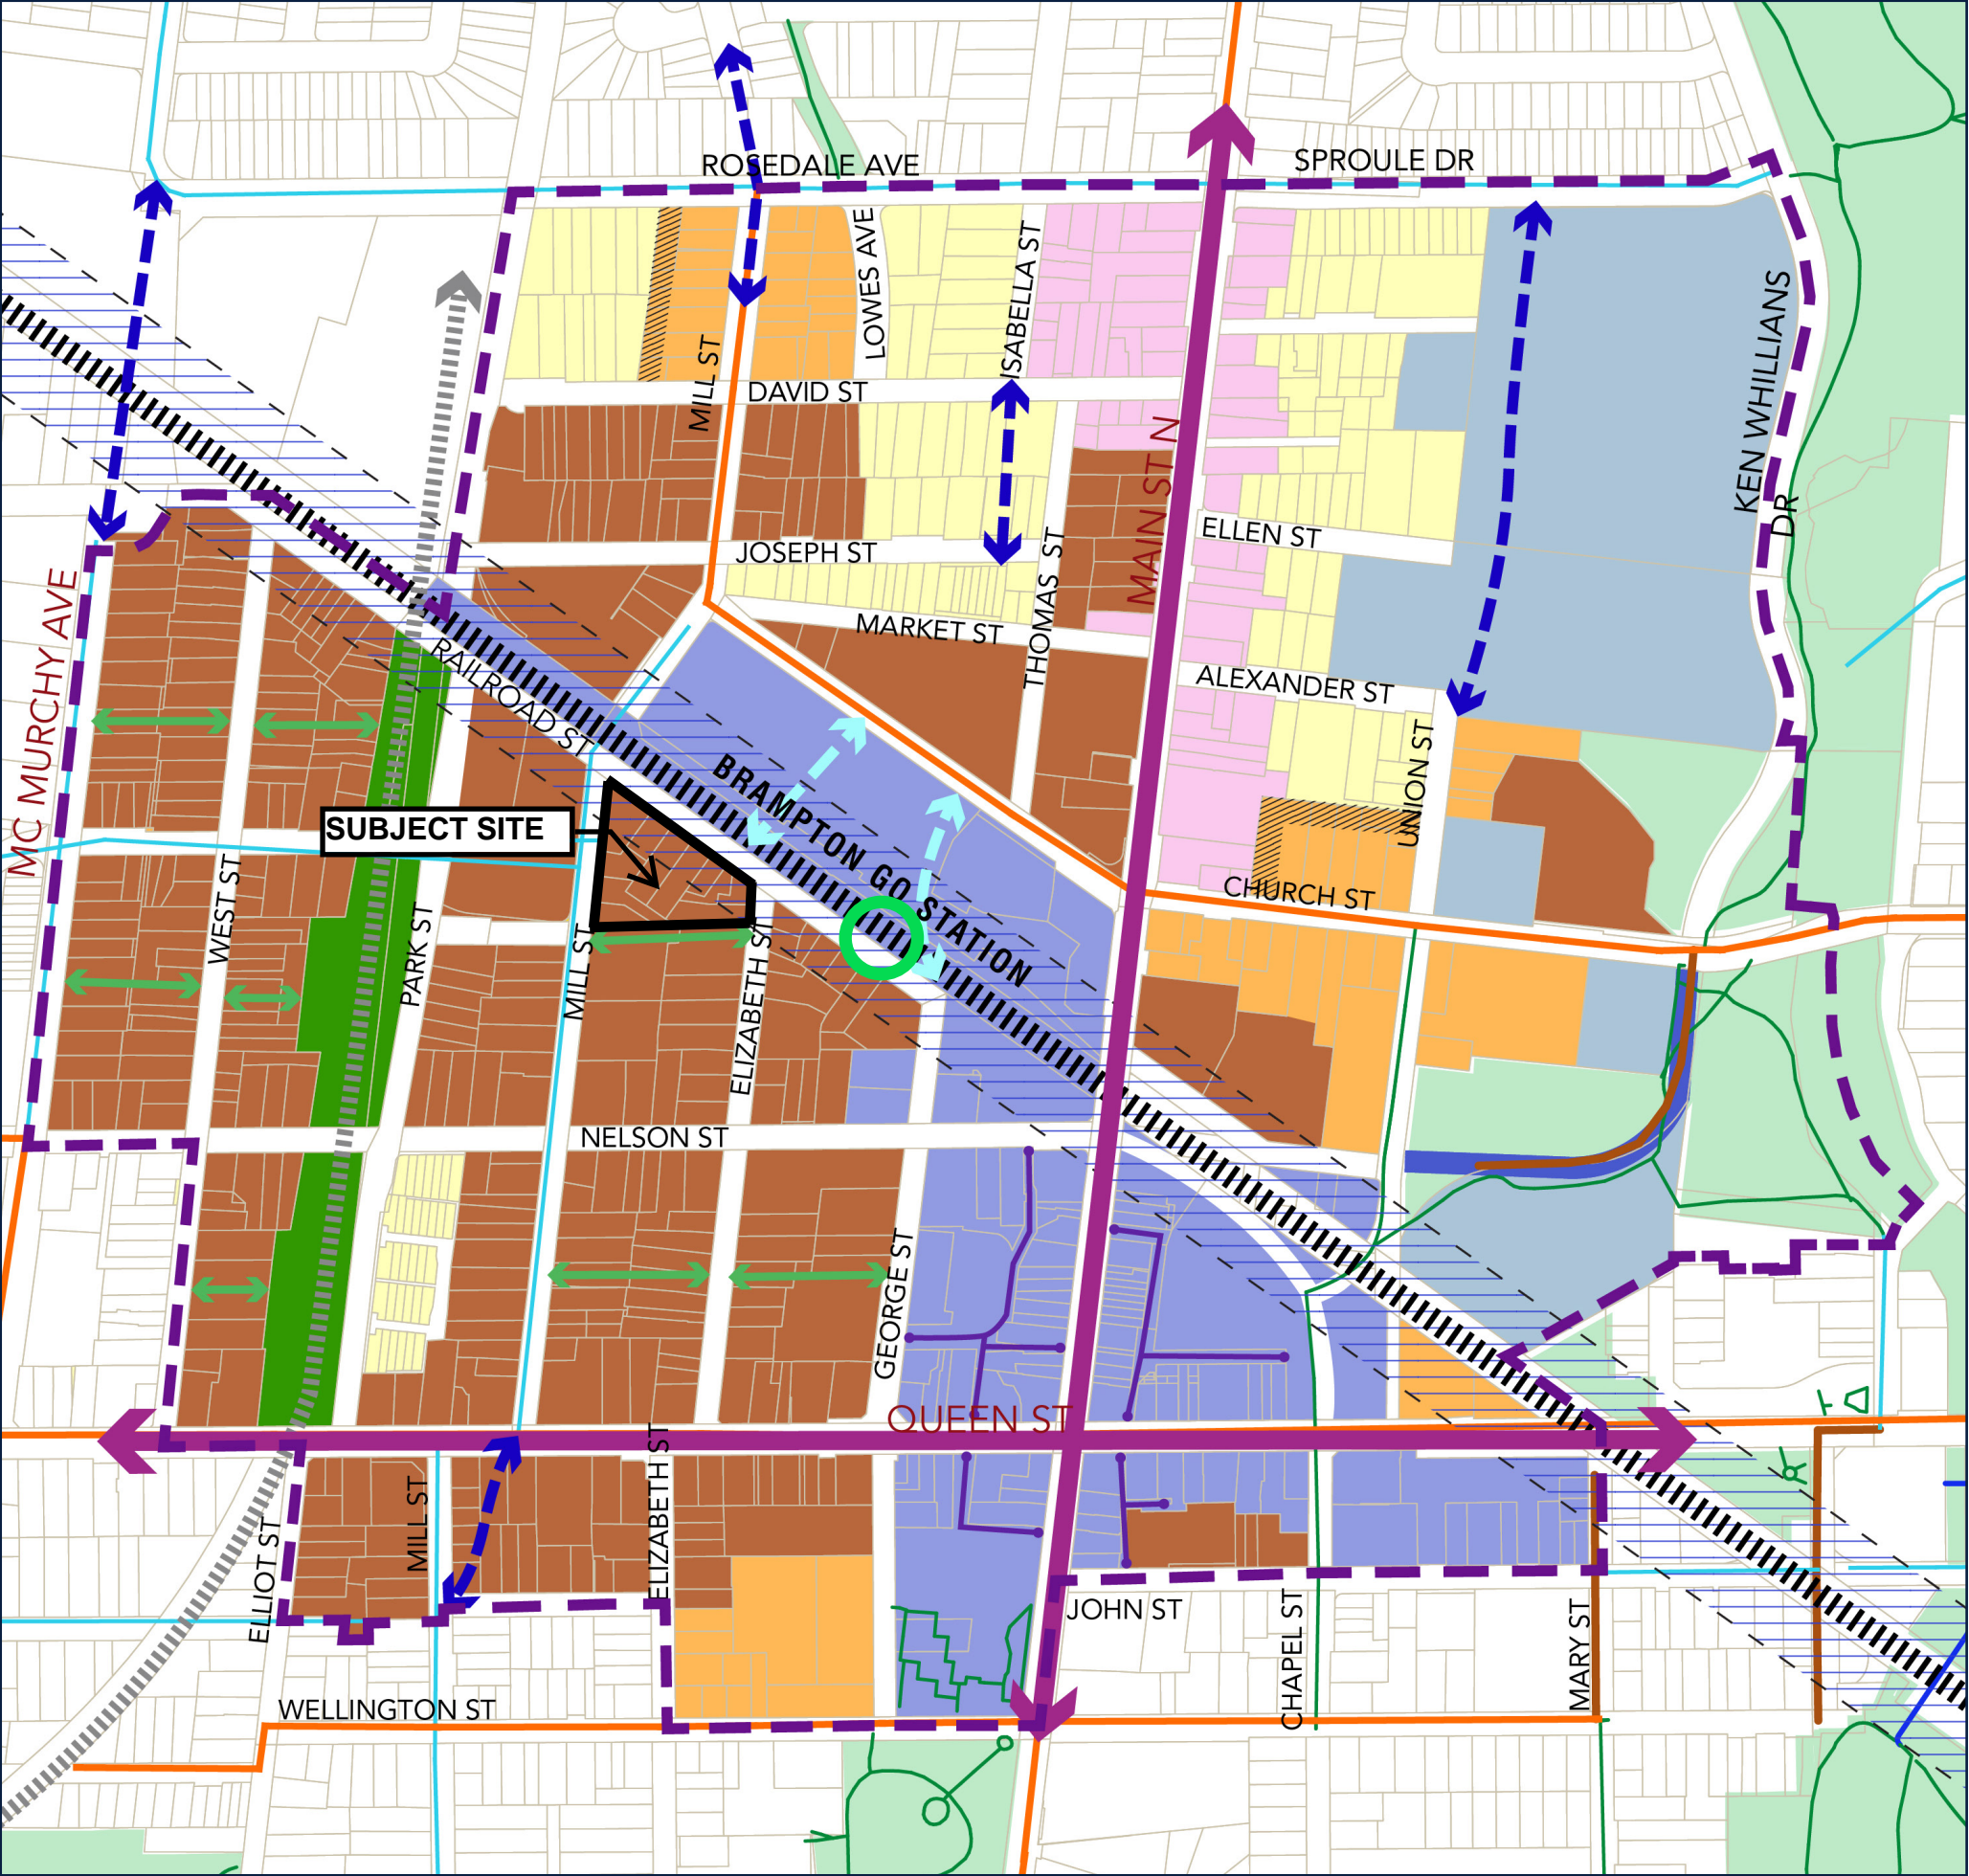 ROSEDALE AVE
SPROULE DR
LOWES AVE
ISABELLA ST
KEN WHILLIANS
DR
MILL ST
DAVID ST
MAIN ST N
ELLEN ST
JOSEPH ST
THOMAS ST
MARKET ST
MC MURCHY AVE
RAILROAD ST
ALEXANDER ST
UNION ST
BRAMPTON GO STATION
SUBJECT SITE
WEST ST
CHURCH ST
PARK ST
MILL ST
ELIZABETH ST
NELSON ST
GEORGE ST
QUEEN ST
ELIZABETH ST
MILL ST
ELLIOT ST
JOHN ST
CHAPEL ST
MARY ST
WELLINGTON ST